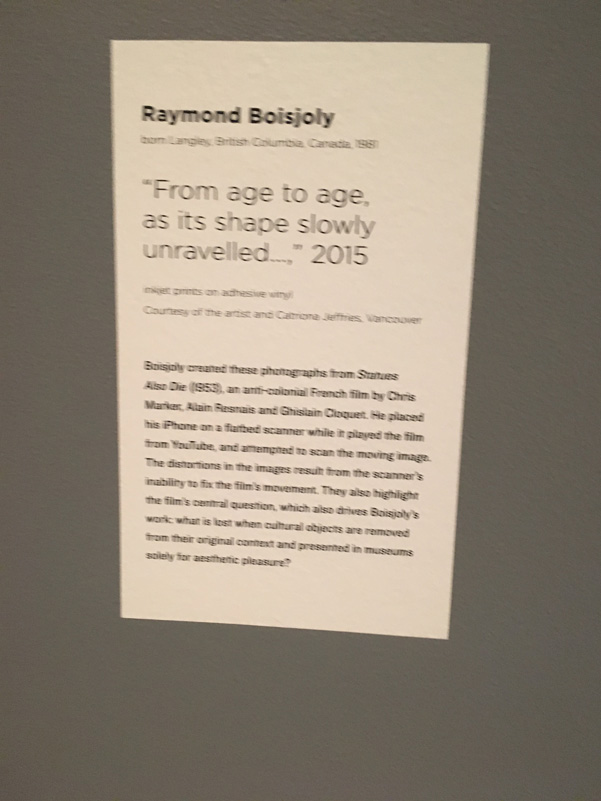 Raymond Boisjoly
born Langley, British Columbia, Canada, 1981
“From age to age,
as its shape slowly
unravelled...,” 2015
inkjet prints on adhesive vinyl
Courtesy of the artist and Catriona Jeffries, Vancouver
Boisjoly created these photographs from Statues
Also Die (1953), an anti-colonial French film by Chris
Marker, Alain Resnais and Ghislain Cloquet. He placed
his iPhone on a flatbed scanner while it played the film
from YouTube, and attempted to scan the moving image.
The distortions in the images result from the scanner’s
inability to fix the film’s movement. They also highlight
the film’s central question, which also drives Boisjoly’s
work: what is lost when cultural objects are removed
from their original context and presented in museums
solely for aesthetic pleasure?